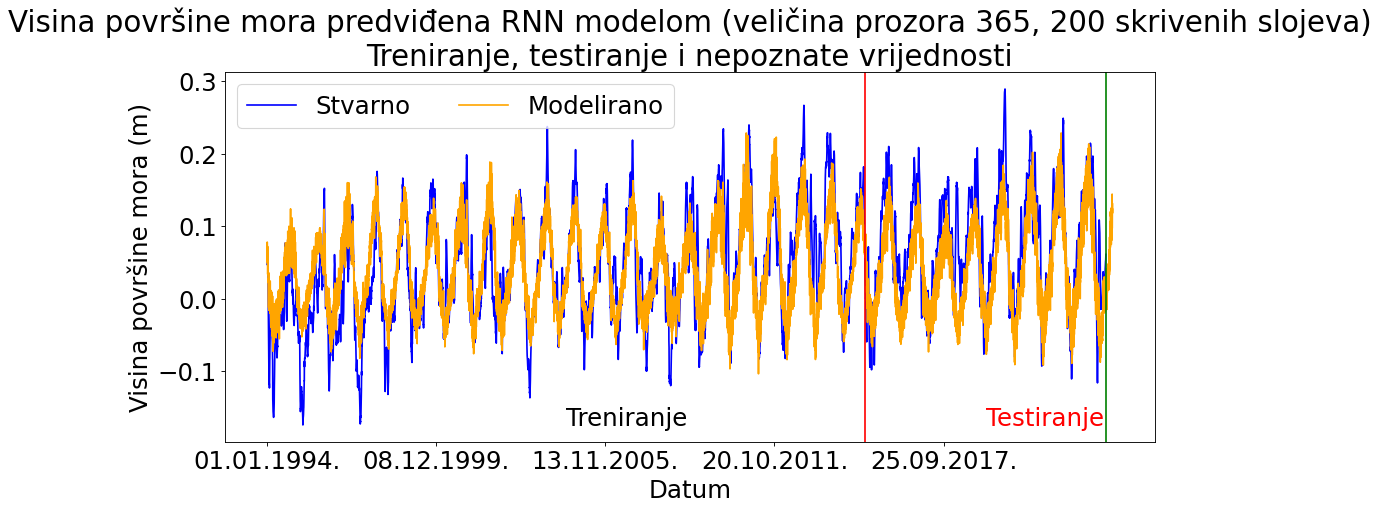 Visina površine mora predviđena RNN modelom (veličina prozora 365, 200 skrivenih slojeva)
Treniranje, testiranje i nepoznate vrijednosti
Stvarno Modelirano
Visina površine mora (m)
0.3
0.2
0.1
0.0
−0.1
Treniranje Testiranje
01.01.1994. 08.12.1999. 13.11.2005. 20.10.2011. 25.09.2017.
Datum